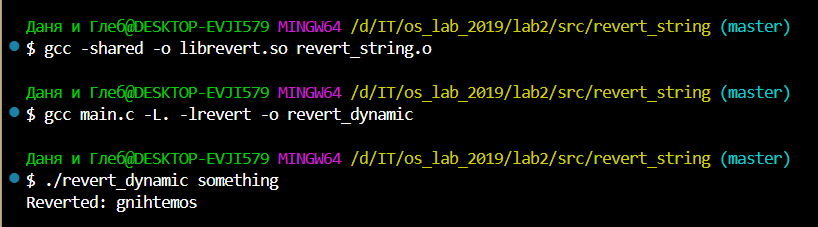 Даня и Глеб@DESKTOP-EVJI579 MINGW64 /d/IT/os_lab_2019/lab2/src/revert_string (master)
$ gcc -shared -o librevert.so revert_string.o
Даня и Глеб@DESKTOP-EVJI579 MINGW64 /d/IT/os_lab_2019/lab2/src/revert_string (master)
$ gcc main.c -L. -lrevert -o revert_dynamic
Даня и Глеб@DESKTOP-EVJI579 MINGW64 /d/IT/os_lab_2019/lab2/src/revert_string (master)
$ ./revert_dynamic something
Reverted: gnihtemos